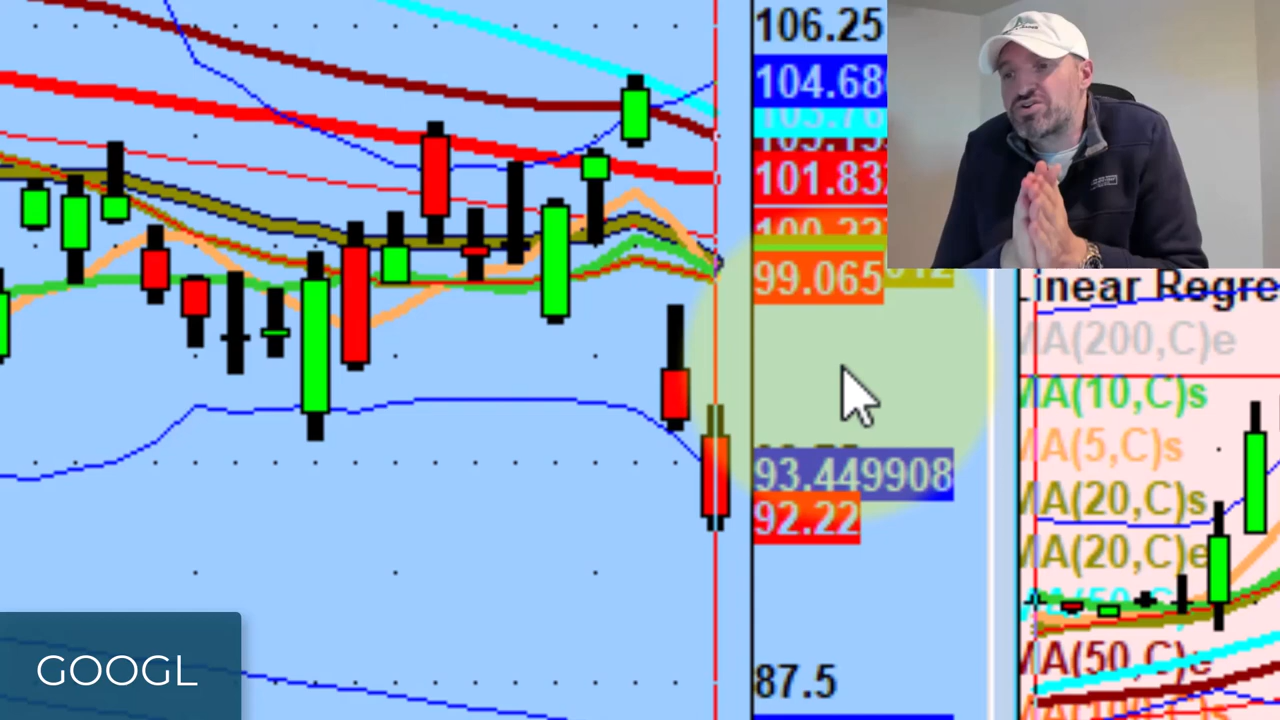 106.25
104.68
101.83
99.065
93.449908
92.22
87.5
Linear Regre
MA(200,C)e
MA(10,C)s
MA(5,C)s
MA(20,C)s
MA(20,C)e
MA(50,C)e
GOOGL